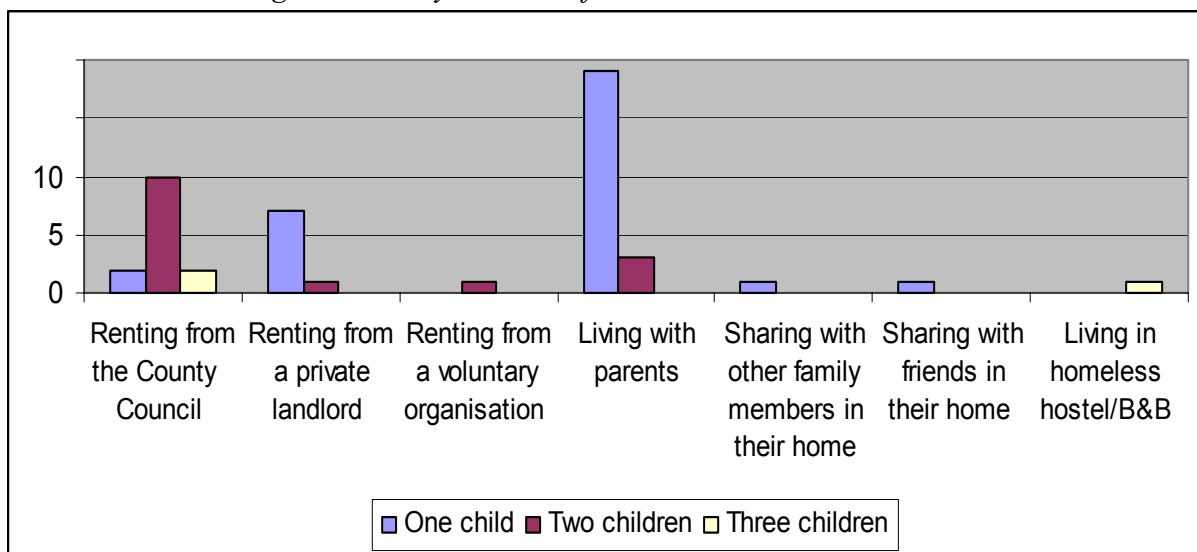 10
5
0
Renting from the County Council
Renting from a private landlord
Renting from a voluntary organisation
Living with parents
Sharing with other family members in their home
Sharing with friends in their home
Living in homeless hostel/B&B
One child Two children Three children